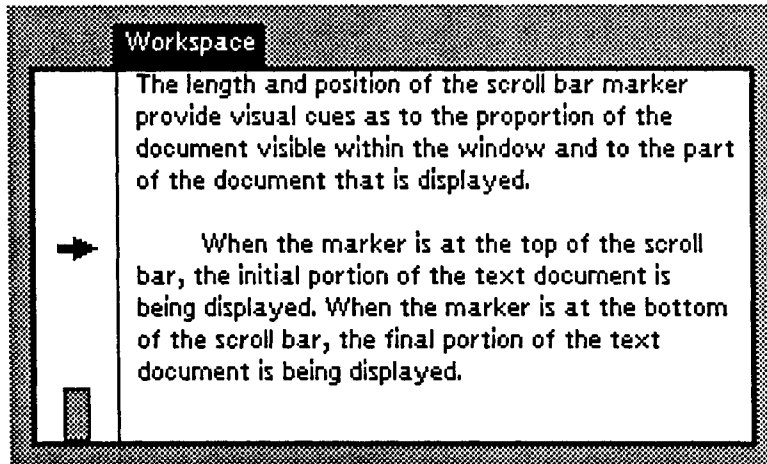 Workspace
The length and position of the scroll bar marker
provide visual cues as to the proportion of the
document visible within the window and to the part
of the document that is displayed.
When the marker is at the top of the scroll
bar, the initial portion of the text document is
being displayed. When the marker is at the bottom
of the scroll bar, the final portion of the text
document is being displayed.